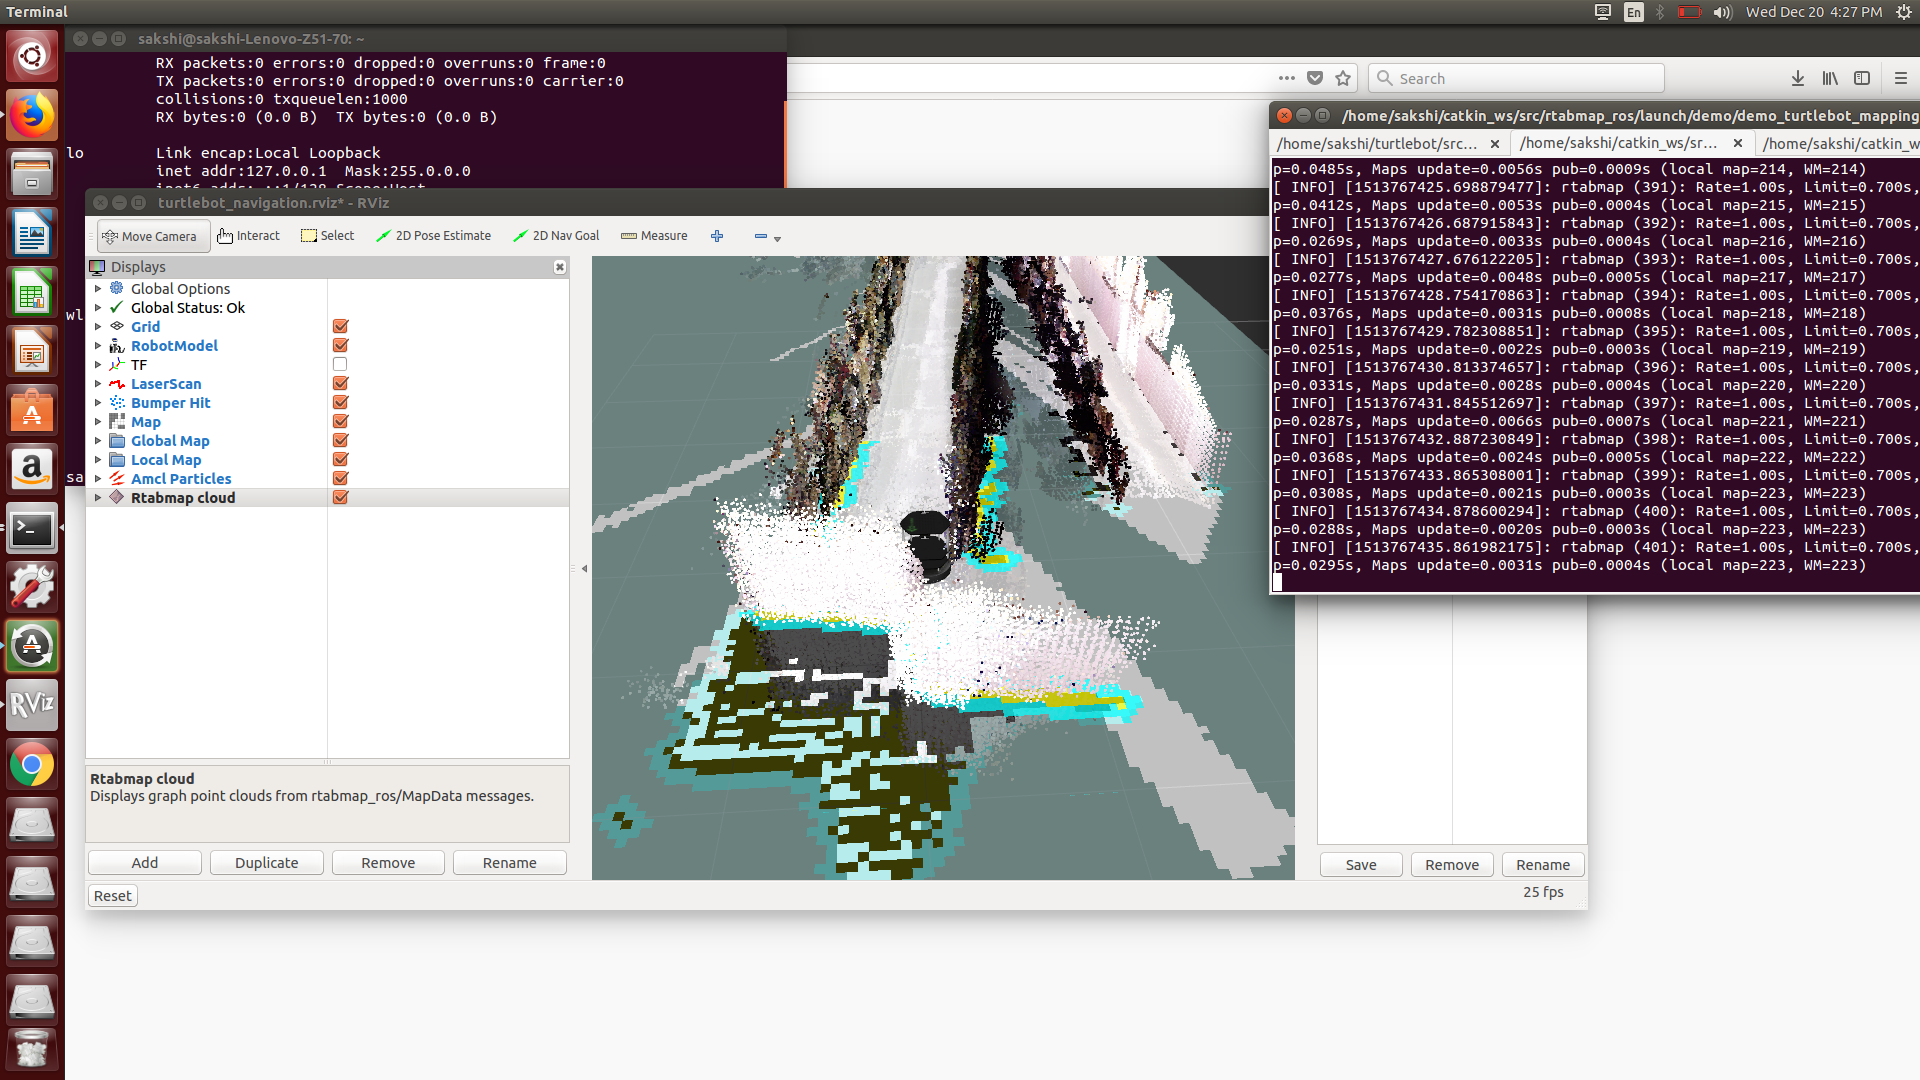 Terminal
En
Wed Dec 20 4:27 PM
sakshi@sakshi-Lenovo-Z51-70: ~
RX packets:0 errors:0 dropped:0 overruns:0 frame:0
TX packets:0 errors:0 dropped:0 overruns:0 carrier:0
collisions:0 txqueuelen:1000
RX bytes:0 (0.0 B)  TX bytes:0 (0.0 B)
lo Link encap:Local Loopback
inet addr:127.0.0.1  Mask:255.0.0.0
wl
sa
Search
turtlebot_navigation.rviz* - RViz
Move Camera
Interact
Select
2D Pose Estimate
2D Nav Goal
Measure
Displays
Global Options
Global Status: Ok
Grid
RobotModel
TF
LaserScan
Bumper Hit
Map
Global Map
Local Map
Amcl Particles
Rtabmap cloud
Rtabmap cloud
Displays graph point clouds from rtabmap_ros/MapData messages.
Add
Duplicate
Remove
Rename
Reset
Save
Remove
Rename
25 fps
RViz
/home/sakshi/catkin_ws/src/rtabmap_ros/launch/demo/demo_turtlebot_mapping
/home/sakshi/turtlebot/src...
/home/sakshi/catkin_ws/sr...
/home/sakshi/catkin_w
p=0.0485s, Maps update=0.0056s pub=0.0009s (local map=214, WM=214)
[ INFO] [1513767425.698879477]: rtabmap (391): Rate=1.00s, Limit=0.700s,
p=0.0412s, Maps update=0.0053s pub=0.0004s (local map=215, WM=215)
[ INFO] [1513767426.687915843]: rtabmap (392): Rate=1.00s, Limit=0.700s,
p=0.0269s, Maps update=0.0033s pub=0.0004s (local map=216, WM=216)
[ INFO] [1513767427.676122205]: rtabmap (393): Rate=1.00s, Limit=0.700s,
p=0.0277s, Maps update=0.0048s pub=0.0005s (local map=217, WM=217)
[ INFO] [1513767428.754170863]: rtabmap (394): Rate=1.00s, Limit=0.700s,
p=0.0376s, Maps update=0.0031s pub=0.0008s (local map=218, WM=218)
[ INFO] [1513767429.782308851]: rtabmap (395): Rate=1.00s, Limit=0.700s,
p=0.0251s, Maps update=0.0022s pub=0.0003s (local map=219, WM=219)
[ INFO] [1513767430.813374657]: rtabmap (396): Rate=1.00s, Limit=0.700s,
p=0.0331s, Maps update=0.0028s pub=0.0004s (local map=220, WM=220)
[ INFO] [1513767431.845512697]: rtabmap (397): Rate=1.00s, Limit=0.700s,
p=0.0287s, Maps update=0.0066s pub=0.0007s (local map=221, WM=221)
[ INFO] [1513767432.887230849]: rtabmap (398): Rate=1.00s, Limit=0.700s,
p=0.0368s, Maps update=0.0024s pub=0.0005s (local map=222, WM=222)
[ INFO] [1513767433.865308001]: rtabmap (399): Rate=1.00s, Limit=0.700s,
p=0.0308s, Maps update=0.0021s pub=0.0003s (local map=223, WM=223)
[ INFO] [1513767434.878600294]: rtabmap (400): Rate=1.00s, Limit=0.700s,
p=0.0288s, Maps update=0.0020s pub=0.0003s (local map=223, WM=223)
[ INFO] [1513767435.861982175]: rtabmap (401): Rate=1.00s, Limit=0.700s,
p=0.0295s, Maps update=0.0031s pub=0.0004s (local map=223, WM=223)